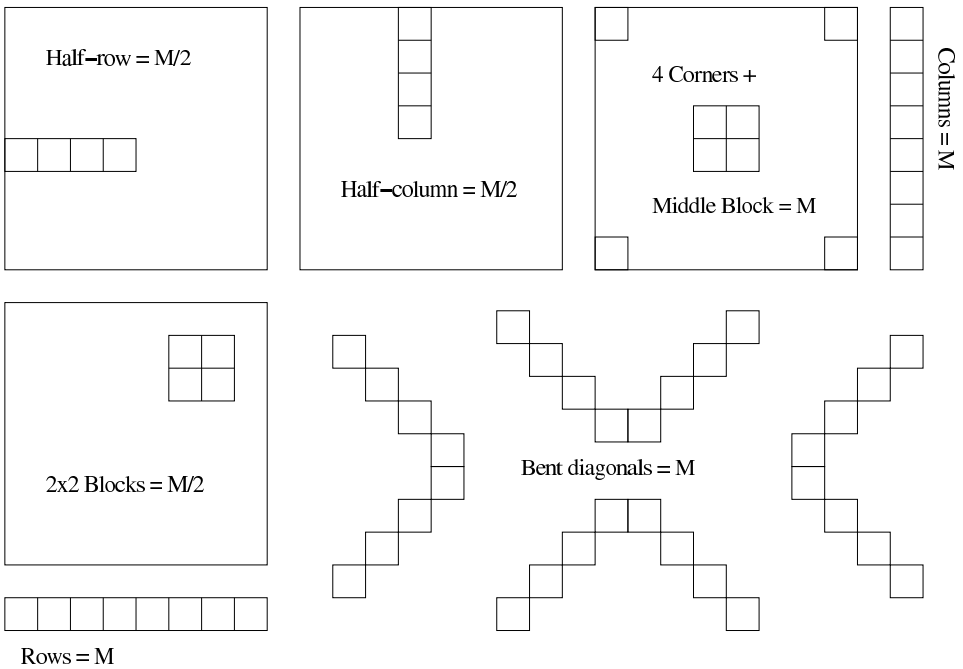 Half−row = M/2
Half−column = M/2
4 Corners +
Middle Block = M
Columns = M
2x2 Blocks = M/2
Bent diagonals = M
Rows = M